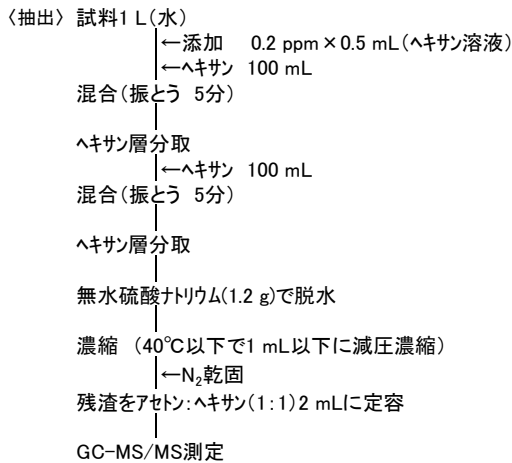 〈抽出〉 試料1 L(水)
←添加 0.2 ppm×0.5 mL(ヘキサン溶液)
←ヘキサン 100 mL
混合(振とう 5分)
ヘキサン層分取
←ヘキサン 100 mL
混合(振とう 5分)
ヘキサン層分取
無水硫酸ナトリウム(1.2 g)で脱水
濃縮 (40℃以下で1 mL以下に減圧濃縮)
←N₂乾固
残渣をアセトン:ヘキサン(1:1)2 mLに定容
GC-MS/MS測定